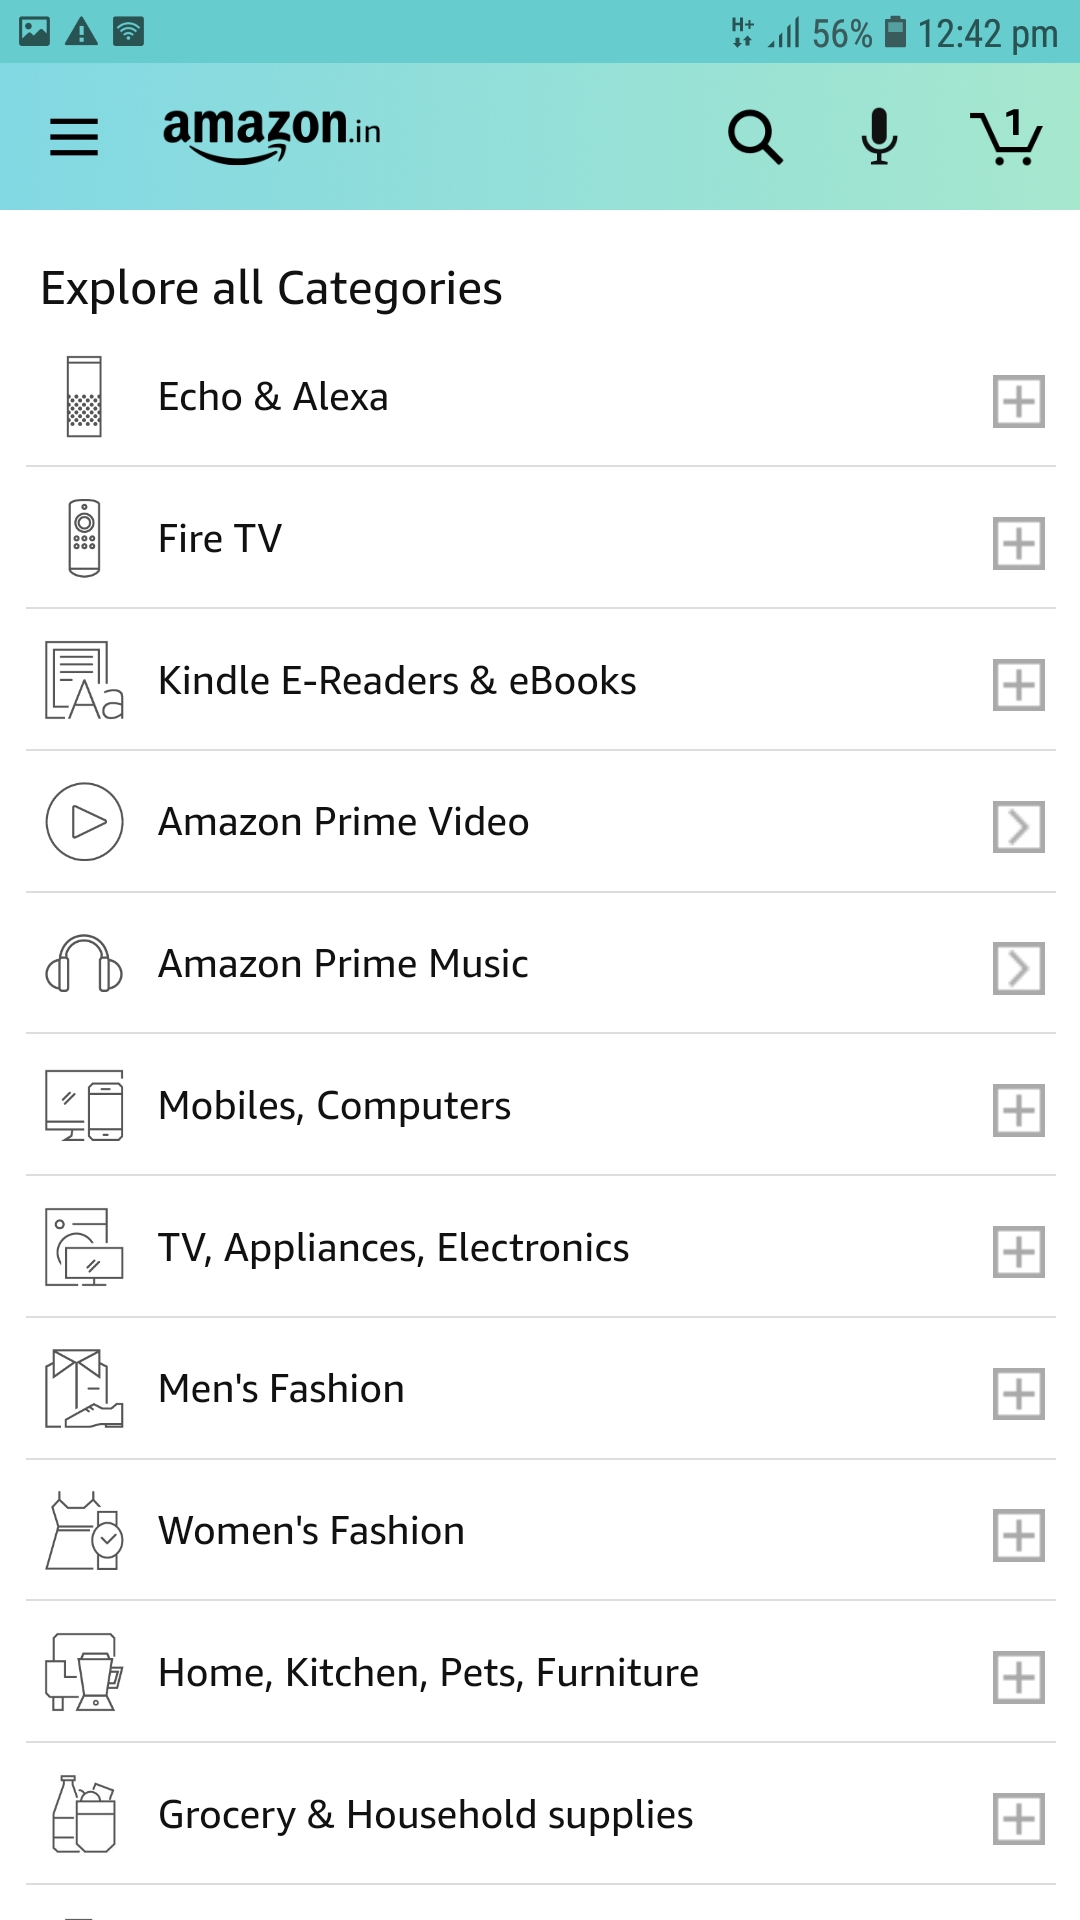 H+ 56% 12:42 pm
amazon.in
1
Explore all Categories
Echo & Alexa
Fire TV
Aa
Kindle E-Readers & eBooks
Amazon Prime Video
Amazon Prime Music
Mobiles, Computers
TV, Appliances, Electronics
Men's Fashion
Women's Fashion
Home, Kitchen, Pets, Furniture
Grocery & Household supplies